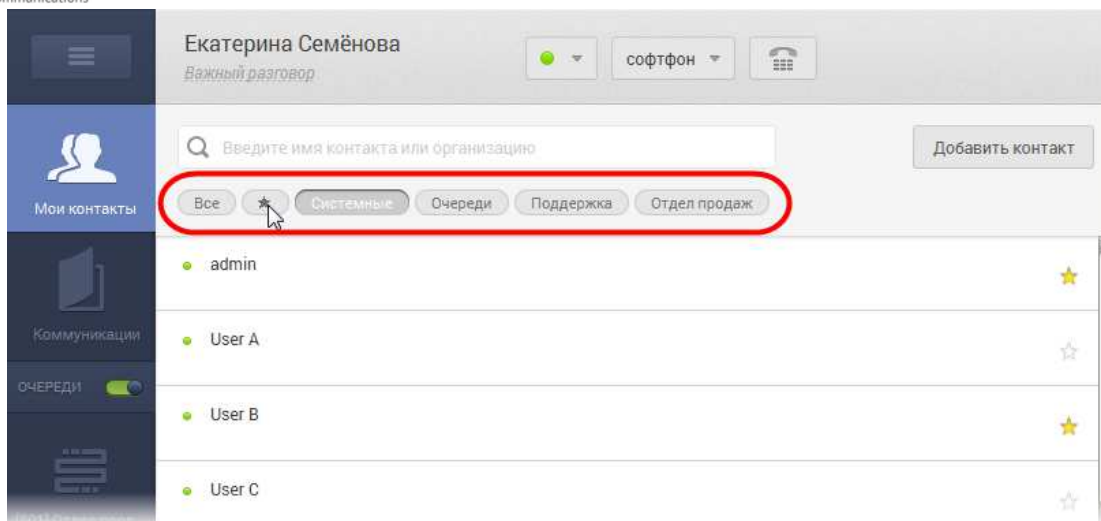 Екатерина Семёнова
Важный разговор
софтфон
Введите имя контакта или организацию
Добавить контакт
Мои контакты
Все
Системные
Очереди
Поддержка
Отдел продаж
admin
Коммуникации
User A
ОЧЕРЕДИ
User B
User C